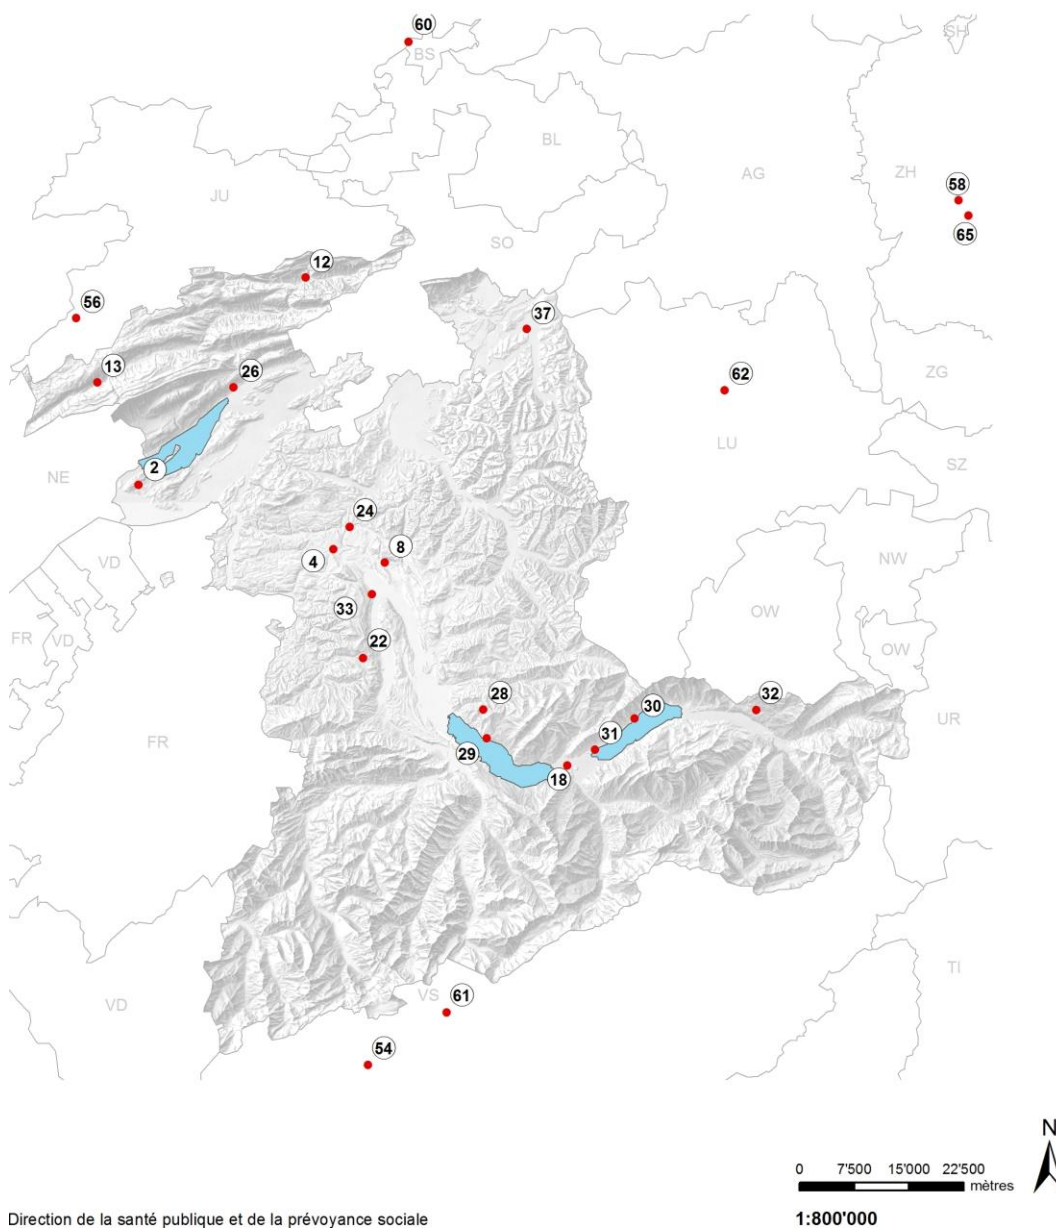 60
BS
SH
BL
AG
ZH
58
65
JU
SO
12
56
37
13
26
62
ZG
LU
NE
2
SZ
24
8
4
VD
NW
33
OW
FR
VD
22
OW
28
30
32
FR
31
UR
29
18
VS
61
TI
VD
54
N
0 7'500 15'000 22'500
mètres
Direction de la santé publique et de la prévoyance sociale
1:800'000